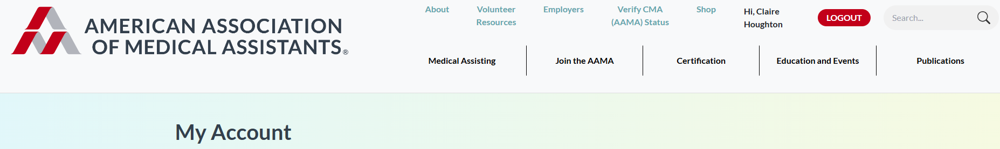 AMERICAN ASSOCIATION
OF MEDICAL ASSISTANTS®
About
Volunteer
Resources
Employers
Verify CMA
(AAMA) Status
Shop
Hi, Claire
Houghton
LOGOUT
Search...
Medical Assisting
Join the AAMA
Certification
Education and Events
Publications
My Account